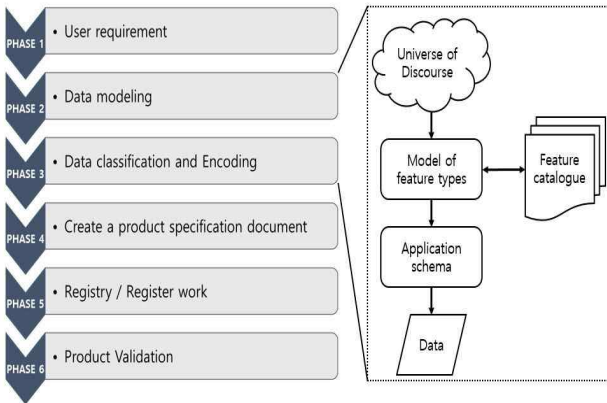 PHASE 1
• User requirement
PHASE 2
• Data modeling
PHASE 3
• Data classification and Encoding
PHASE 4
• Create a product specification document
PHASE 5
• Registry / Register work
PHASE 6
• Product Validation
Universe of
Discourse
Model of
feature types
Feature
catalogue
Application
schema
Data